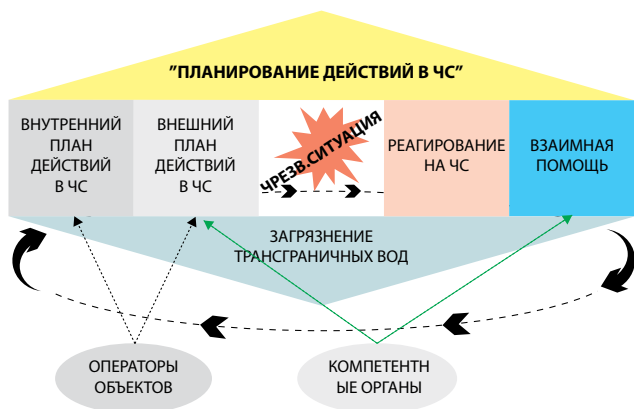 "ПЛАНИРОВАНИЕ ДЕЙСТВИЙ В ЧС"
ВНУТРЕННИЙ
ПЛАН
ДЕЙСТВИЙ
В ЧС
ВНЕШНИЙ
ПЛАН
ДЕЙСТВИЙ
В ЧС
ЧРЕЗВ.СИТУАЦИЯ
РЕАГИРОВАНИЕ
НА ЧС
ВЗАИМНАЯ
ПОМОЩЬ
ЗАГРЯЗНЕНИЕ
ТРАНСГРАНИЧНЫХ ВОД
ОПЕРАТОРЫ
ОБЪЕКТОВ
КОМПЕТЕНТН
ЫЕ ОРГАНЫ